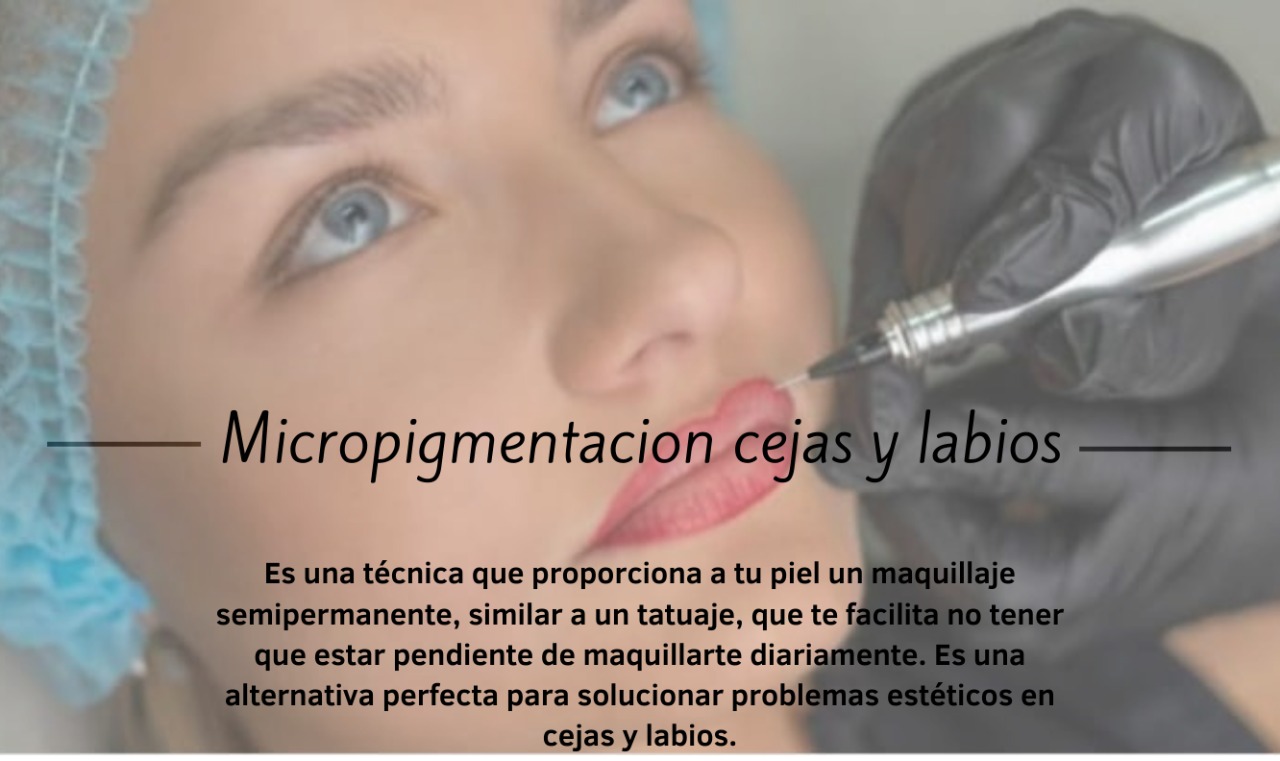 Micropigmentacion cejas y labios
Es una técnica que proporciona a tu piel un maquillaje
semipermanente, similar a un tatuaje, que te facilita no tener
que estar pendiente de maquillarte diariamente. Es una
alternativa perfecta para solucionar problemas estéticos en
cejas y labios.